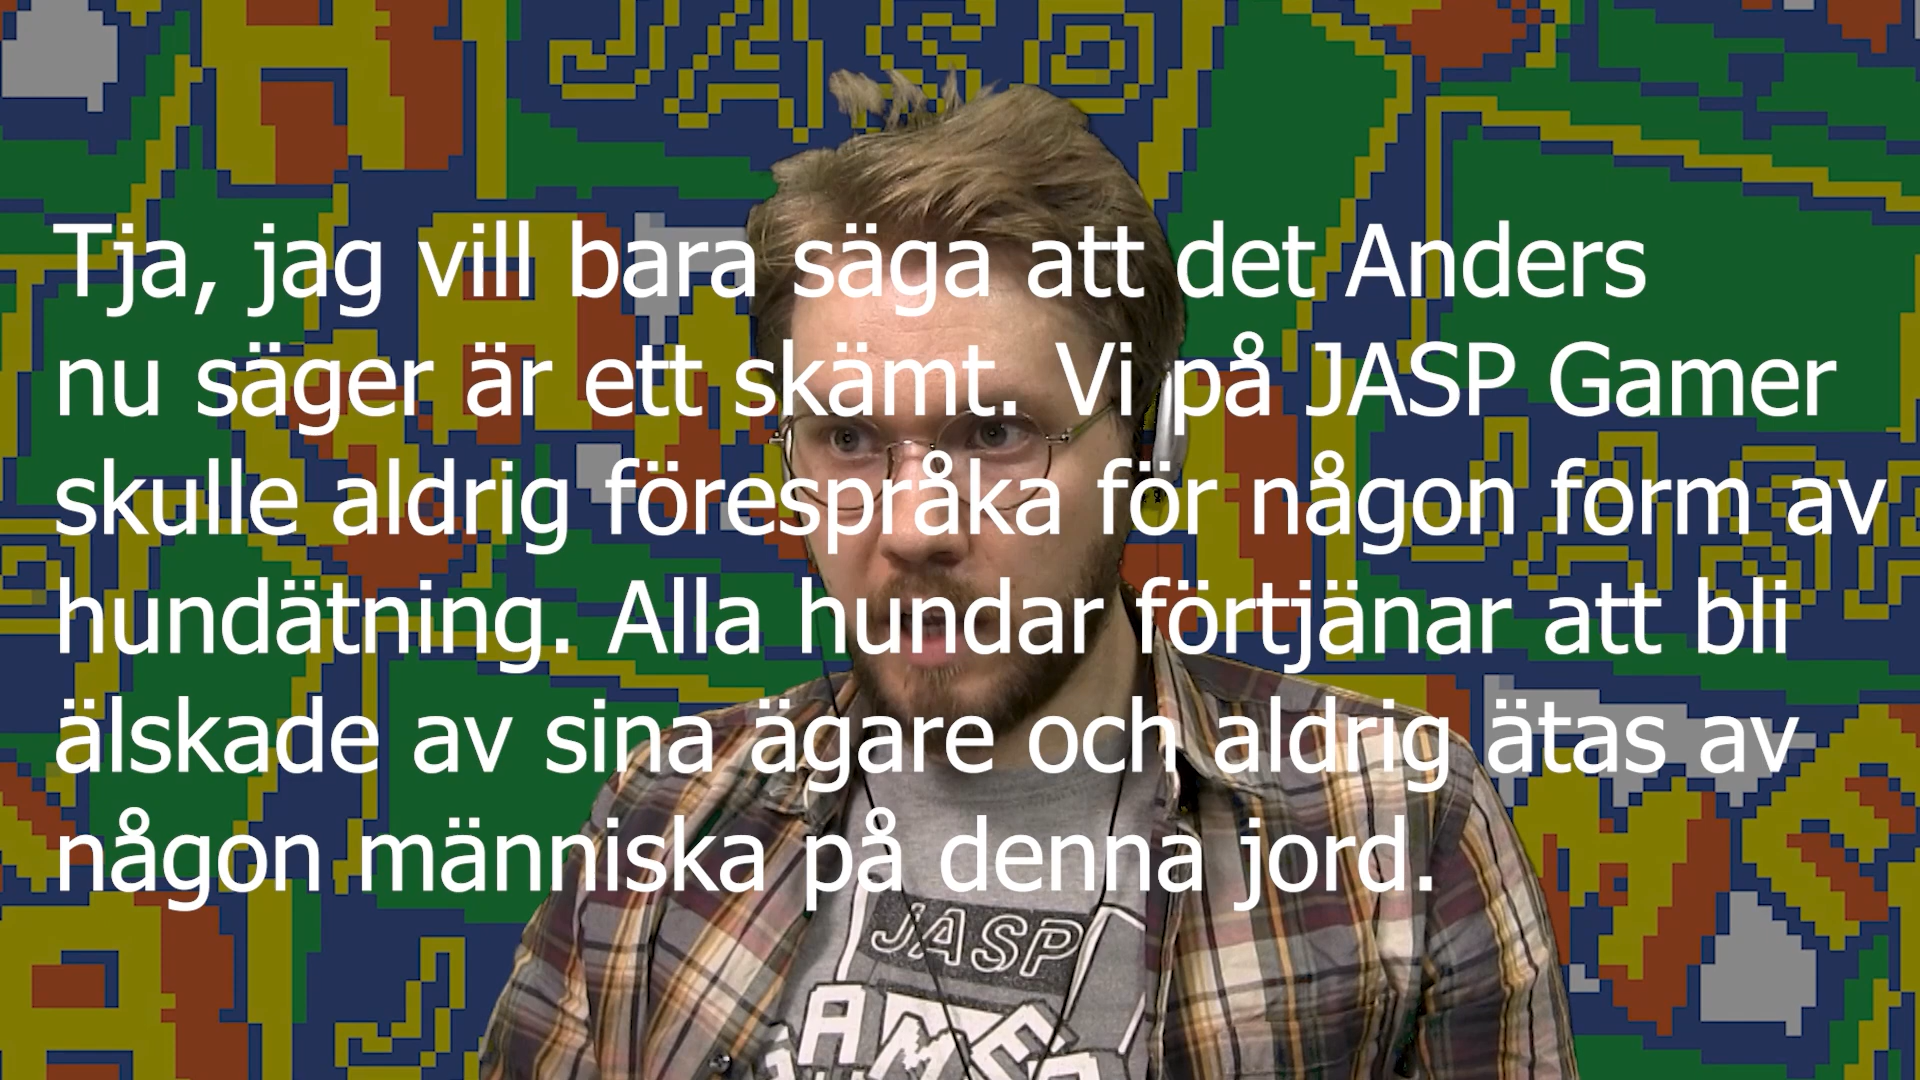 Tja, jag vill bara säga att det Anders
nu säger är ett skämt. Vi på JASP Gamer
skulle aldrig förespråka för någon form av
hundätning. Alla hundar förtjänar att bli
älskade av sina ägare och aldrig ätas av
någon människa på denna jord.
JASP